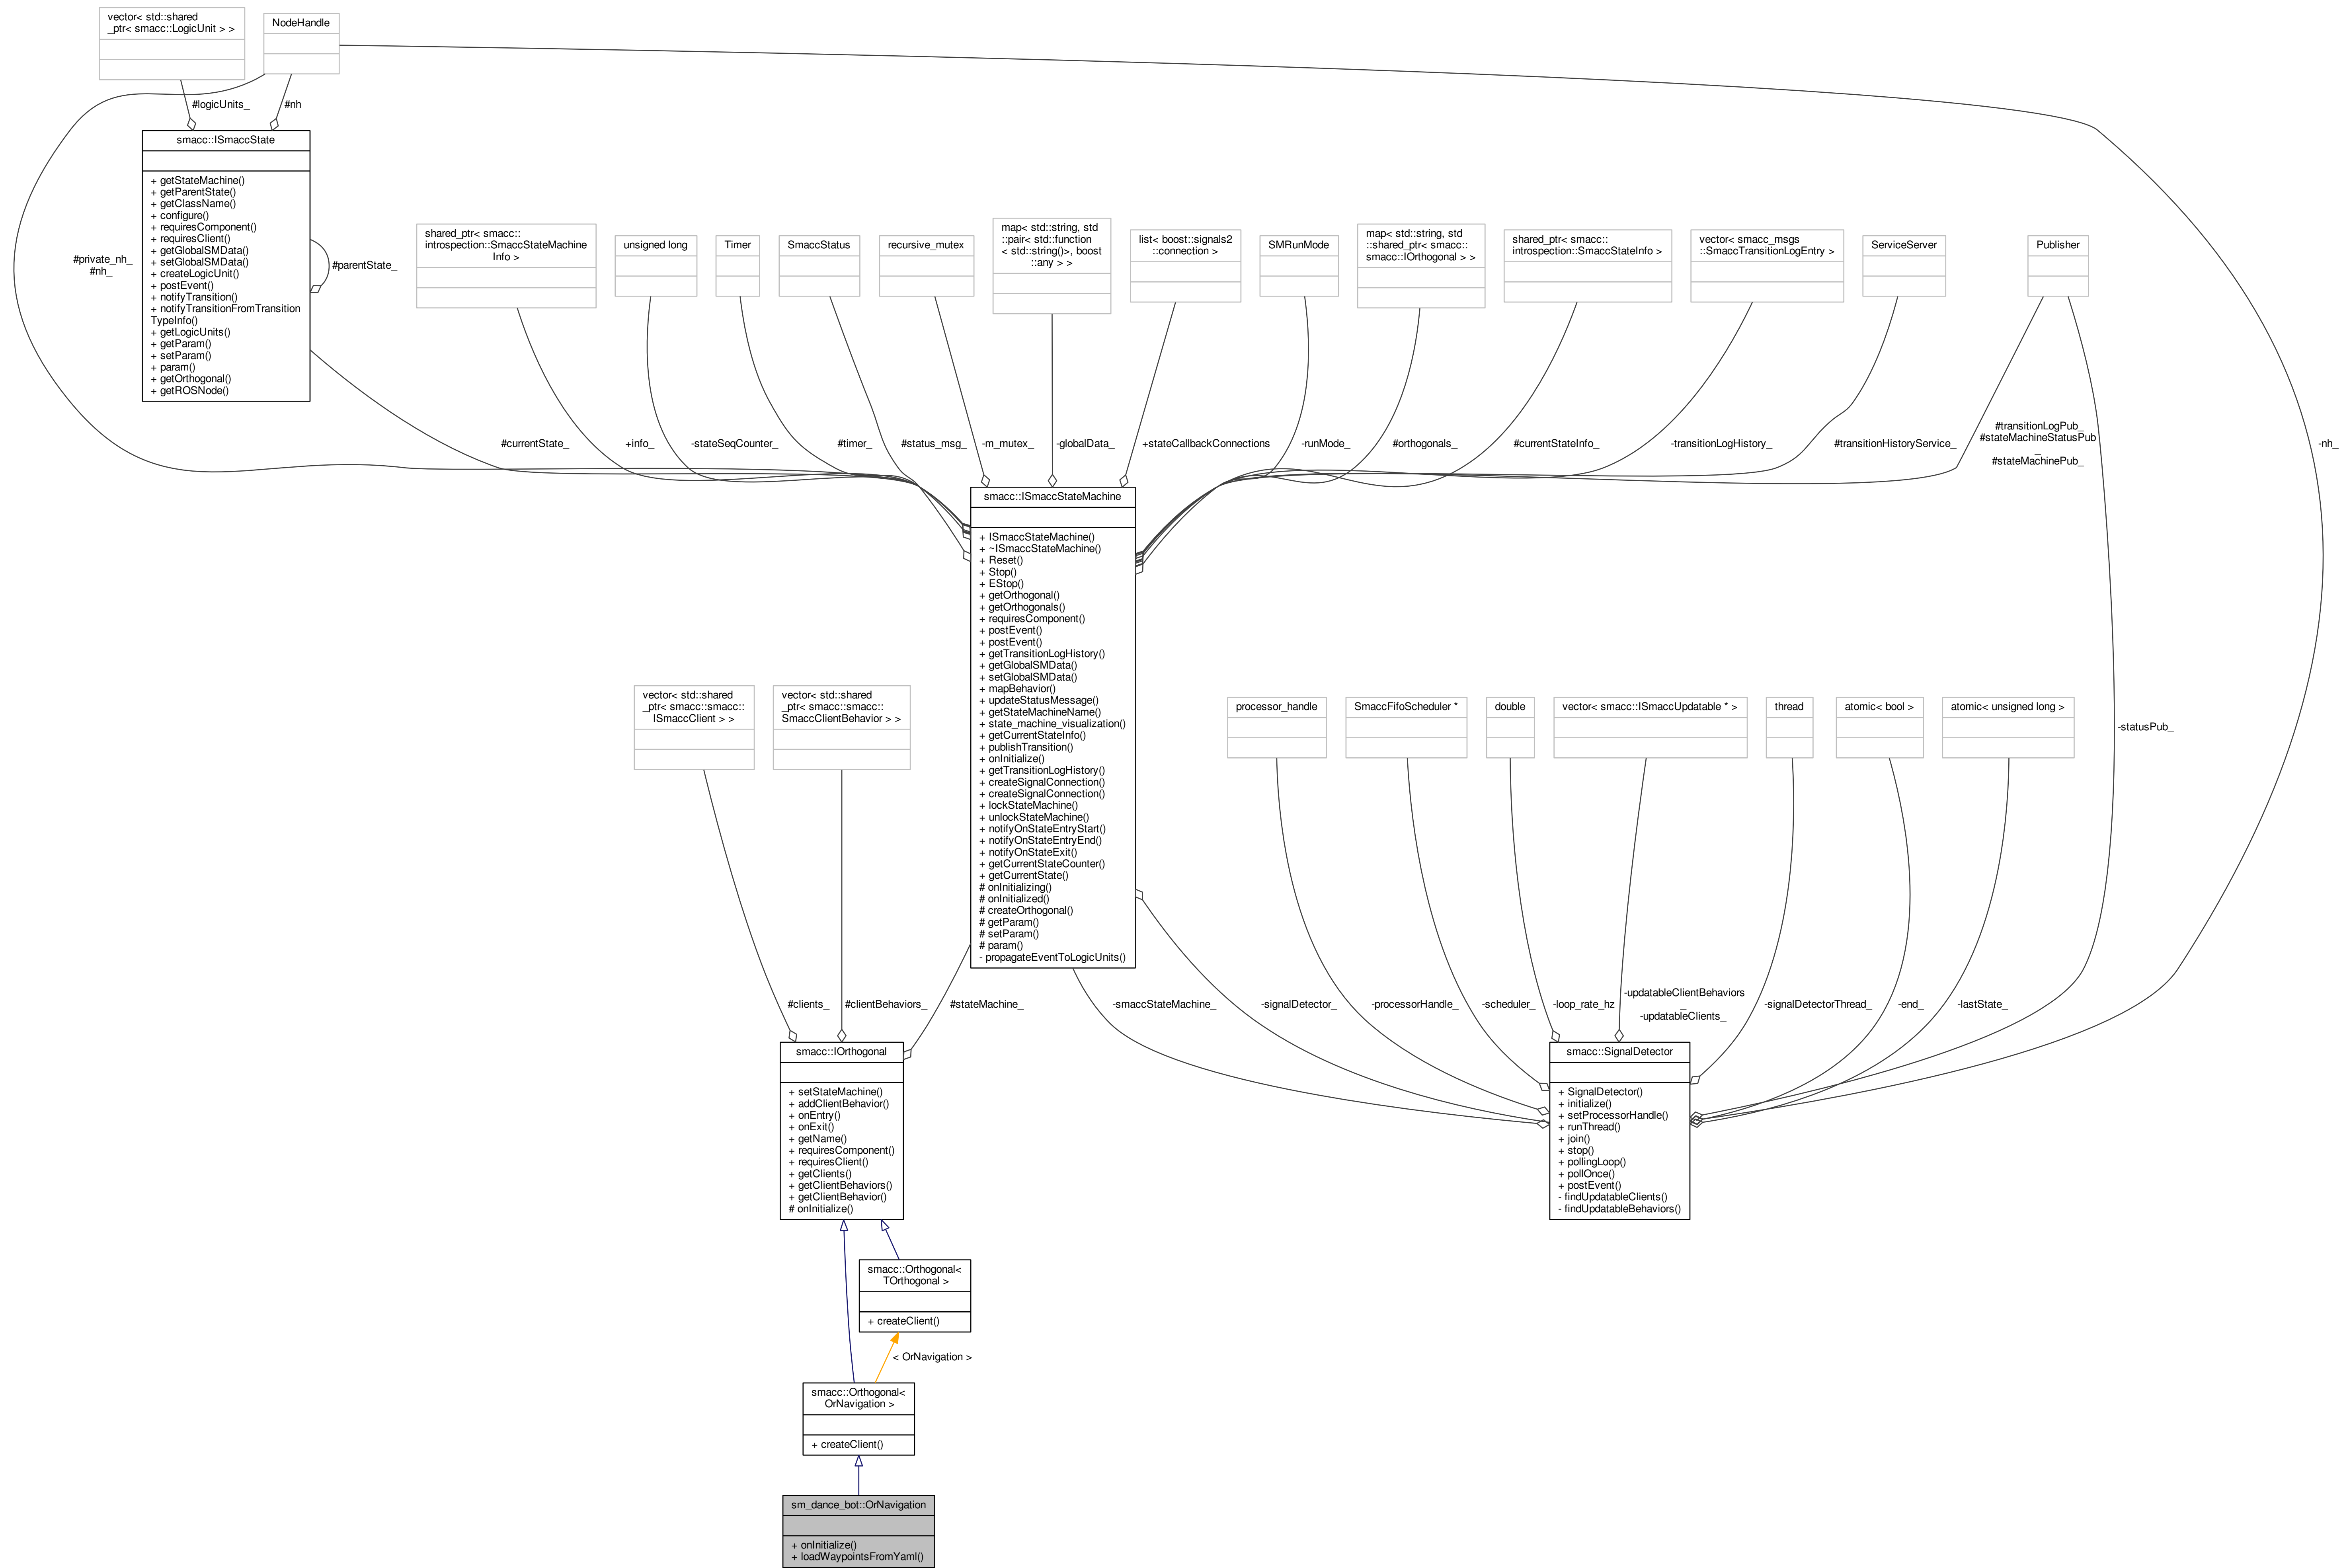 vector< std::shared
_ptr< smacc::LogicUnit > >
NodeHandle
#logicUnits_
#nh
smacc::ISmaccState
+ getStateMachine()
+ getParentState()
+ getClassName()
+ configure()
+ requiresComponent()
+ requiresClient()
+ getGlobalSMData()
+ setGlobalSMData()
+ createLogicUnit()
+ postEvent()
+ notifyTransition()
+ notifyTransitionFromTransition
TypeInfo()
+ getLogicUnits()
+ getParam()
+ setParam()
+ param()
+ getOrthogonal()
+ getROSNode()
#parentState_
#private_nh_
#nh_
shared_ptr< smacc::
introspection::SmaccStateMachine
Info >
unsigned long
Timer
SmaccStatus
recursive_mutex
map< std::string, std
::pair< std::function
< std::string()>, boost
::any > >
list< boost::signals2
::connection >
SMRunMode
map< std::string, std
::shared_ptr< smacc::
smacc::IOrthogonal > >
shared_ptr< smacc::
introspection::SmaccStateInfo >
vector< smacc_msgs
::SmaccTransitionLogEntry >
ServiceServer
Publisher
#currentState_
+info_
-stateSeqCounter_
#timer_
#status_msg_
-m_mutex_
-globalData_
+stateCallbackConnections
-runMode_
#orthogonals_
#currentStateInfo_
-transitionLogHistory_
#transitionHistoryService_
#transitionLogPub_
#stateMachineStatusPub
_
#stateMachinePub_
-nh_
smacc::ISmaccStateMachine
+ ISmaccStateMachine()
+ ~ISmaccStateMachine()
+ Reset()
+ Stop()
+ EStop()
+ getOrthogonal()
+ getOrthogonals()
+ requiresComponent()
+ postEvent()
+ postEvent()
+ getTransitionLogHistory()
+ getGlobalSMData()
+ setGlobalSMData()
+ mapBehavior()
+ updateStatusMessage()
+ getStateMachineName()
+ state_machine_visualization()
+ getCurrentStateInfo()
+ publishTransition()
+ onInitialize()
+ getTransitionLogHistory()
+ createSignalConnection()
+ createSignalConnection()
+ lockStateMachine()
+ unlockStateMachine()
+ notifyOnStateEntryStart()
+ notifyOnStateEntryEnd()
+ notifyOnStateExit()
+ getCurrentStateCounter()
+ getCurrentState()
# onInitializing()
# onInitialized()
# createOrthogonal()
# getParam()
# setParam()
# param()
- propagateEventToLogicUnits()
vector< std::shared
_ptr< smacc::smacc::
ISmaccClient > >
vector< std::shared
_ptr< smacc::smacc::
SmaccClientBehavior > >
processor_handle
SmaccFifoScheduler *
double
vector< smacc::ISmaccUpdatable * >
thread
atomic< bool >
atomic< unsigned long >
-statusPub_
#clients_
#clientBehaviors_
#stateMachine_
-smaccStateMachine_
-signalDetector_
-processorHandle_
-scheduler_
-loop_rate_hz
-updatableClientBehaviors
_
-updatableClients_
-signalDetectorThread_
-end_
-lastState_
smacc::IOrthogonal
+ setStateMachine()
+ addClientBehavior()
+ onEntry()
+ onExit()
+ getName()
+ requiresComponent()
+ requiresClient()
+ getClients()
+ getClientBehaviors()
+ getClientBehavior()
# onInitialize()
smacc::SignalDetector
+ SignalDetector()
+ initialize()
+ setProcessorHandle()
+ runThread()
+ join()
+ stop()
+ pollingLoop()
+ pollOnce()
+ postEvent()
- findUpdatableClients()
- findUpdatableBehaviors()
smacc::Orthogonal<
TOrthogonal >
+ createClient()
< OrNavigation >
smacc::Orthogonal<
OrNavigation >
+ createClient()
sm_dance_bot::OrNavigation
+ onInitialize()
+ loadWaypointsFromYaml()